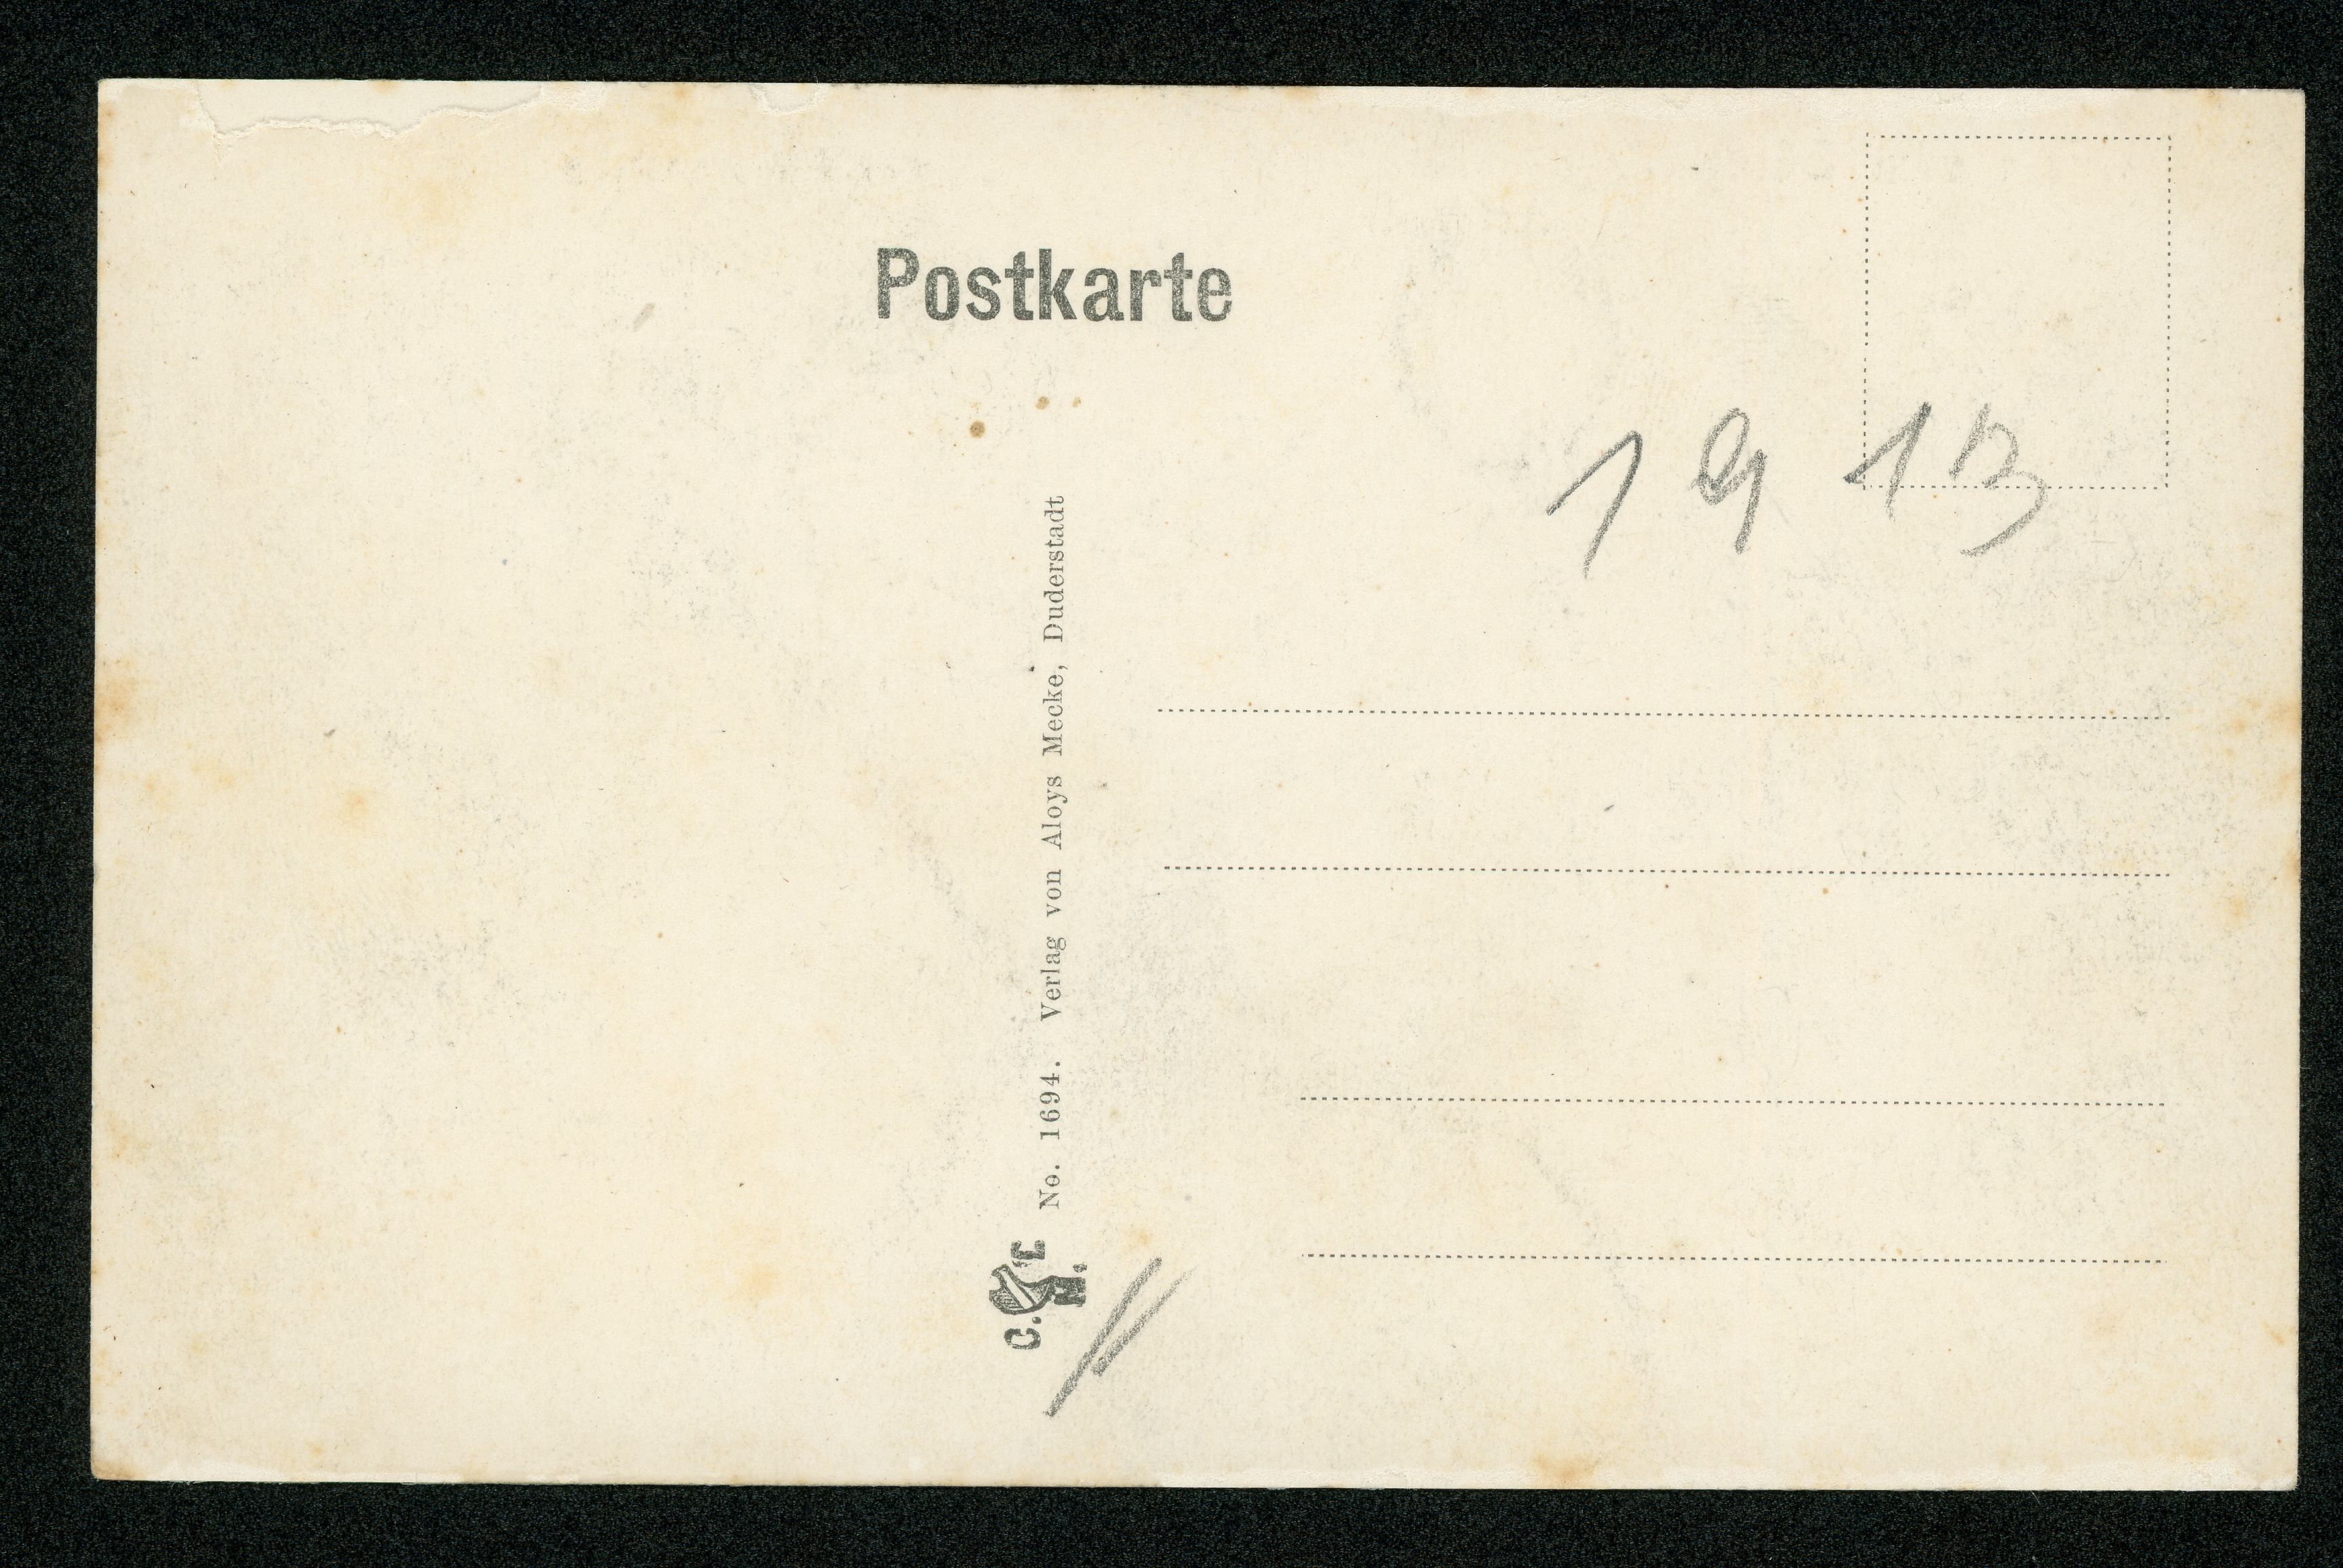 Postkarte
1913
No. 1694. Verlag von Aloys Mecke, Duderstadt
C. T.
M.